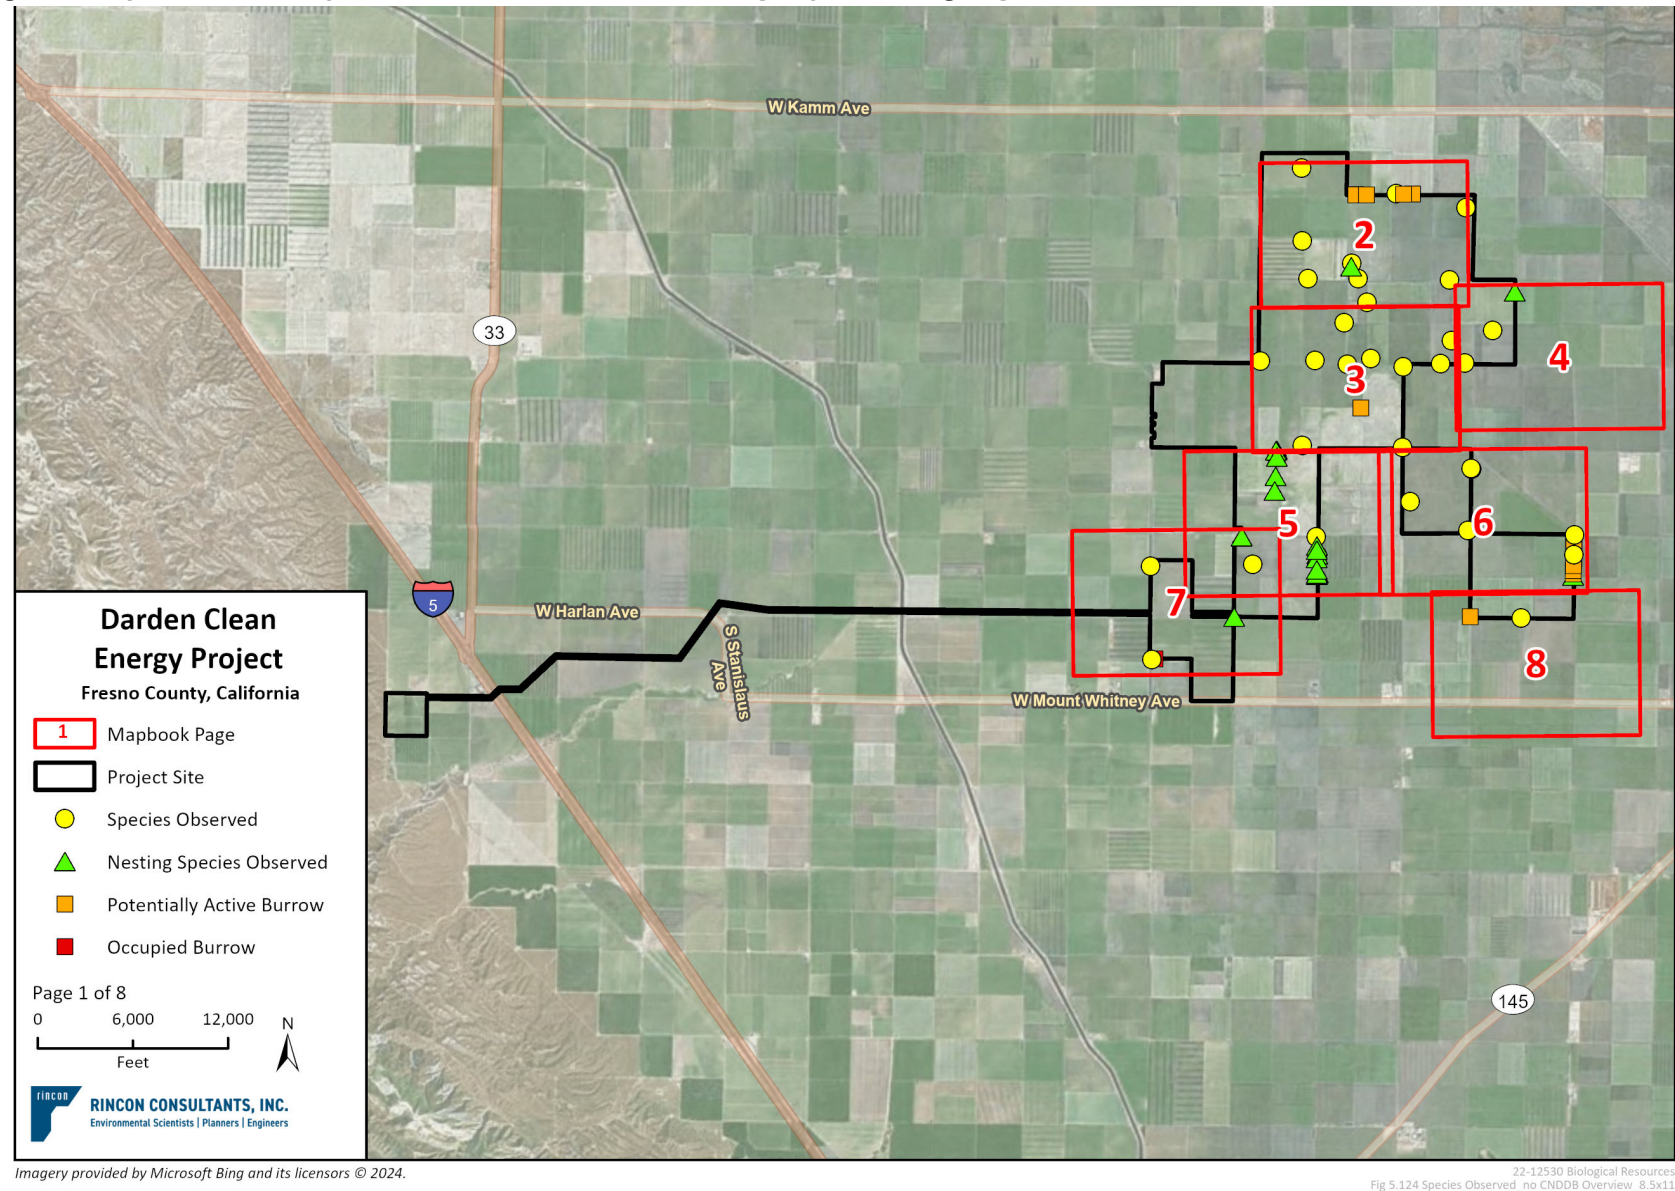 W Kamm Ave
2
33
4
3
5
6
7
W Harlan Ave
S Stanislaus
Ave
8
W Mount Whitney Ave
5
145
Darden Clean
Energy Project
Fresno County, California
1 Mapbook Page
Project Site
Species Observed
Nesting Species Observed
Potentially Active Burrow
Occupied Burrow
Page 1 of 8
0 6,000 12,000
Feet
N
rincon
RINCON CONSULTANTS, INC.
Environmental Scientists | Planners | Engineers
Imagery provided by Microsoft Bing and its licensors © 2024.
22-12530 Biological Resources
Fig 5.124 Species Observed no CNDDB Overview 8.5x11